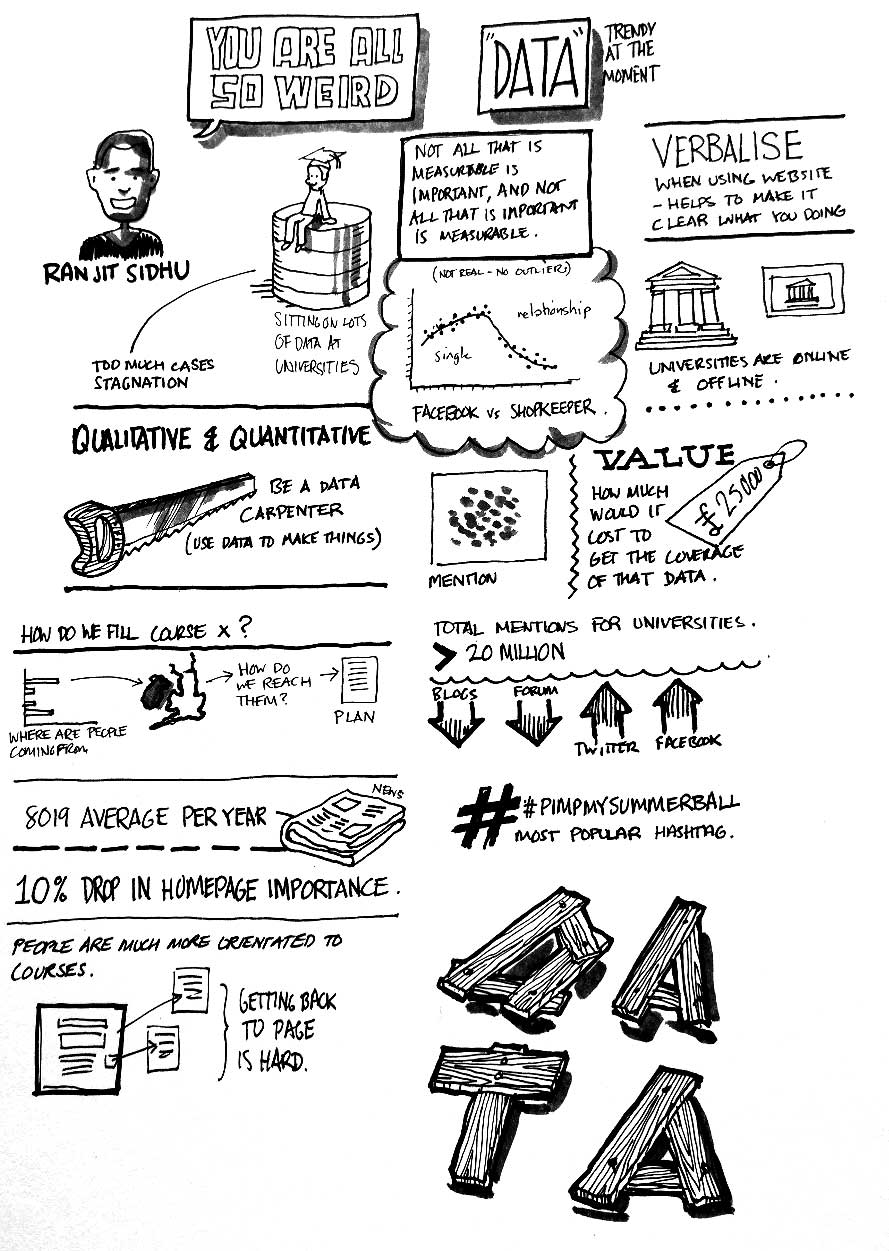 YOU ARE ALL
SO WEIRD
"DATA"
TRENDY
AT THE
MOMENT
RANJIT SIDHU
TOO MUCH CASES
STAGNATION
SITTING ON LOTS
OF DATA AT
UNIVERSITIES
NOT ALL THAT IS
MEASURABLE IS
IMPORTANT, AND NOT
ALL THAT IS IMPORTANT
IS MEASURABLE.
(NOT REAL - NO OUTLIERS)
relationship
single
FACEBOOK vs SHOPKEEPER.
VERBALISE
WHEN USING WEBSITE
- HELPS TO MAKE IT
CLEAR WHAT YOU DOING
UNIVERSITIES ARE ONLINE
& OFFLINE.
QUALITATIVE & QUANTITATIVE
BE A DATA
CARPENTER
(USE DATA TO MAKE THINGS)
MENTION
VALUE
£25000
HOW MUCH
WOULD IT
COST TO
GET THE COVERAGE
OF THAT DATA.
HOW DO WE FILL COURSE X?
WHERE ARE PEOPLE
COMING FROM
HOW DO
WE REACH
THEM?
PLAN
TOTAL MENTIONS FOR UNIVERSITIES.
> 20 MILLION
BLOGS
FORUM
TWITTER
FACEBOOK
8019 AVERAGE PER YEAR
NEWS
10% DROP IN HOMEPAGE IMPORTANCE.
# #PIMPMYSUMMERBALL
MOST POPULAR HASHTAG.
PEOPLE ARE MUCH MORE ORIENTATED TO
COURSES.
GETTING BACK
TO PAGE
IS HARD.
DA
TA